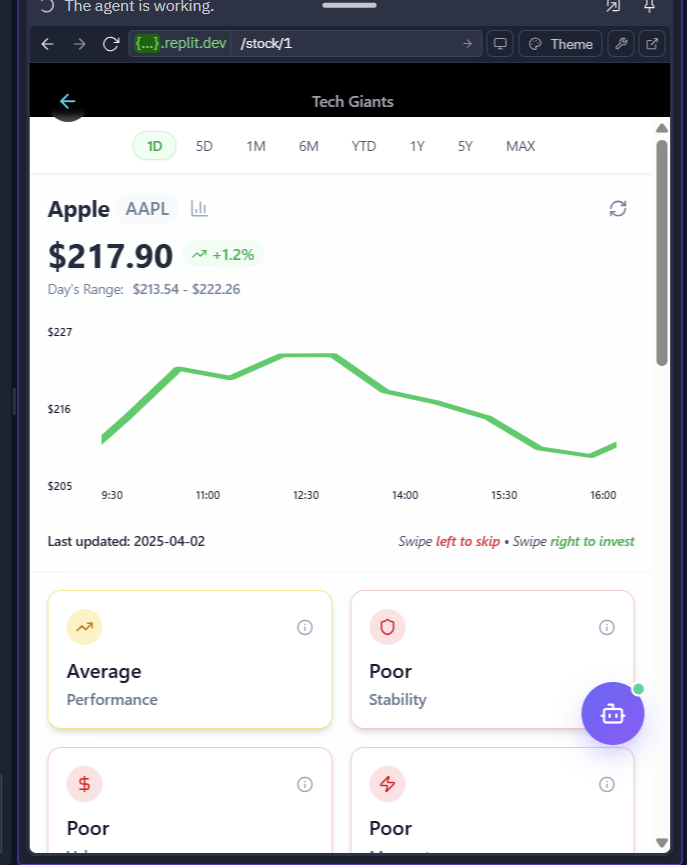 The agent is working.
{...}.replit.dev /stock/1
Theme
Tech Giants
1D 5D 1M 6M YTD 1Y 5Y MAX
Apple AAPL
$217.90 +1.2%
Day's Range: $213.54 - $222.26
$227
$216
$205
9:30 11:00 12:30 14:00 15:30 16:00
Last updated: 2025-04-02
Swipe left to skip • Swipe right to invest
Average
Performance
Poor
Stability
$
Poor
Poor